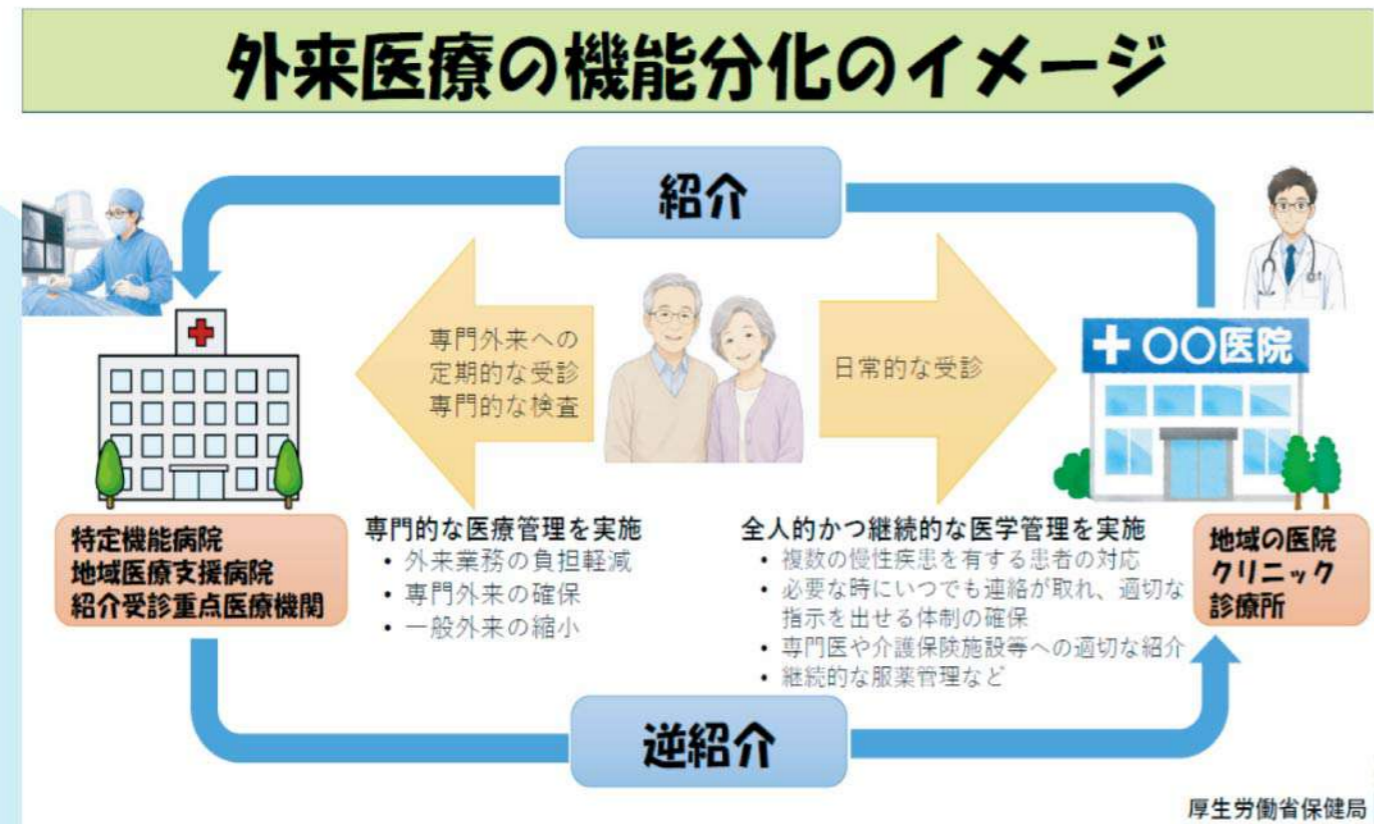 外来医療の機能分化のイメージ
紹介
専門外来への
定期的な受診
専門的な検査
日常的な受診
○○医院
特定機能病院
地域医療支援病院
紹介受診重点医療機関
専門的な医療管理を実施
• 外来業務の負担軽減
• 専門外来の確保
• 一般外来の縮小
全人的かつ継続的な医学管理を実施
• 複数の慢性疾患を有する患者の対応
• 必要な時にいつでも連絡が取れ、適切な
指示を出せる体制の確保
• 専門医や介護保険施設等への適切な紹介
• 継続的な服薬管理など
地域の医院
クリニック
診療所
逆紹介
厚生労働省保健局